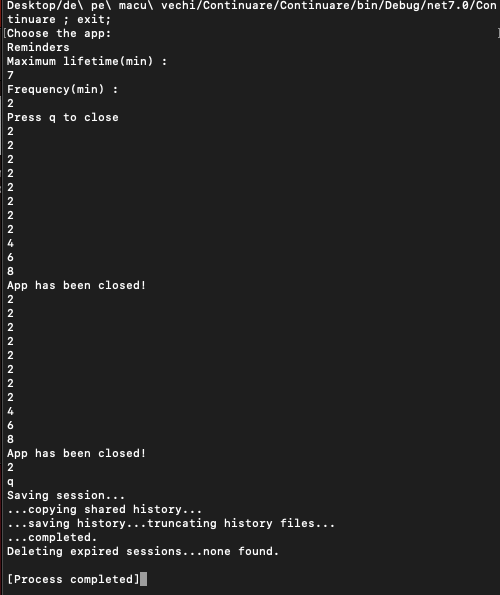 Desktop/de\ pe\ macu\ vechi/Continuare/Continuare/bin/Debug/net7.0/Con
tinuare ; exit;
[Choose the app: ]
Reminders
Maximum lifetime(min) :
7
Frequency(min) :
2
Press q to close
2
2
2
2
2
2
2
2
4
6
8
App has been closed!
2
2
2
2
2
2
2
2
4
6
8
App has been closed!
2
q
Saving session...
...copying shared history...
...saving history...truncating history files...
...completed.
Deleting expired sessions...none found.
[Process completed]